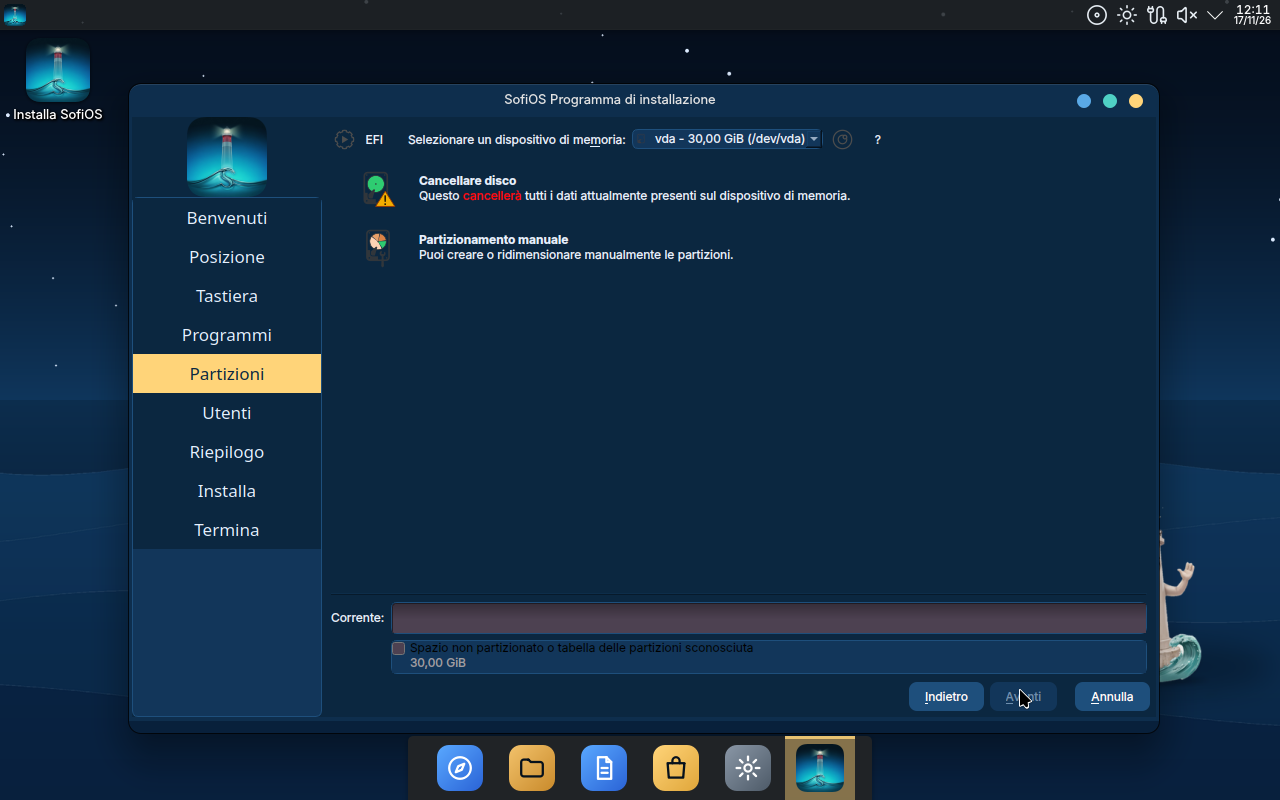 12:11
17/11/26
Installa SofiOS
SofiOS Programma di installazione
EFI
Selezionare un dispositivo di memoria:
vda - 30,00 GiB (/dev/vda)
?
Cancellare disco
Questo cancellerà tutti i dati attualmente presenti sul dispositivo di memoria.
Partizionamento manuale
Puoi creare o ridimensionare manualmente le partizioni.
Benvenuti
Posizione
Tastiera
Programmi
Partizioni
Utenti
Riepilogo
Installa
Termina
Corrente:
Spazio non partizionato o tabella delle partizioni sconosciuta
30,00 GiB
Indietro
Avanti
Annulla